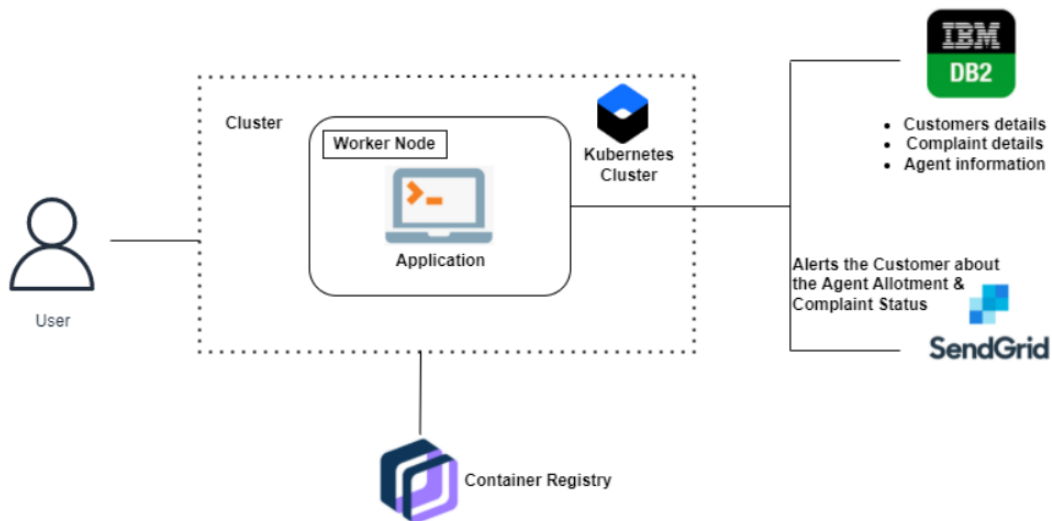 IBM
DB2
Customers details
Complaint details
Agent information
Cluster
Worker Node
Kubernetes
Cluster
Application
User
Alerts the Customer about
the Agent Allotment &
Complaint Status
SendGrid
Container Registry